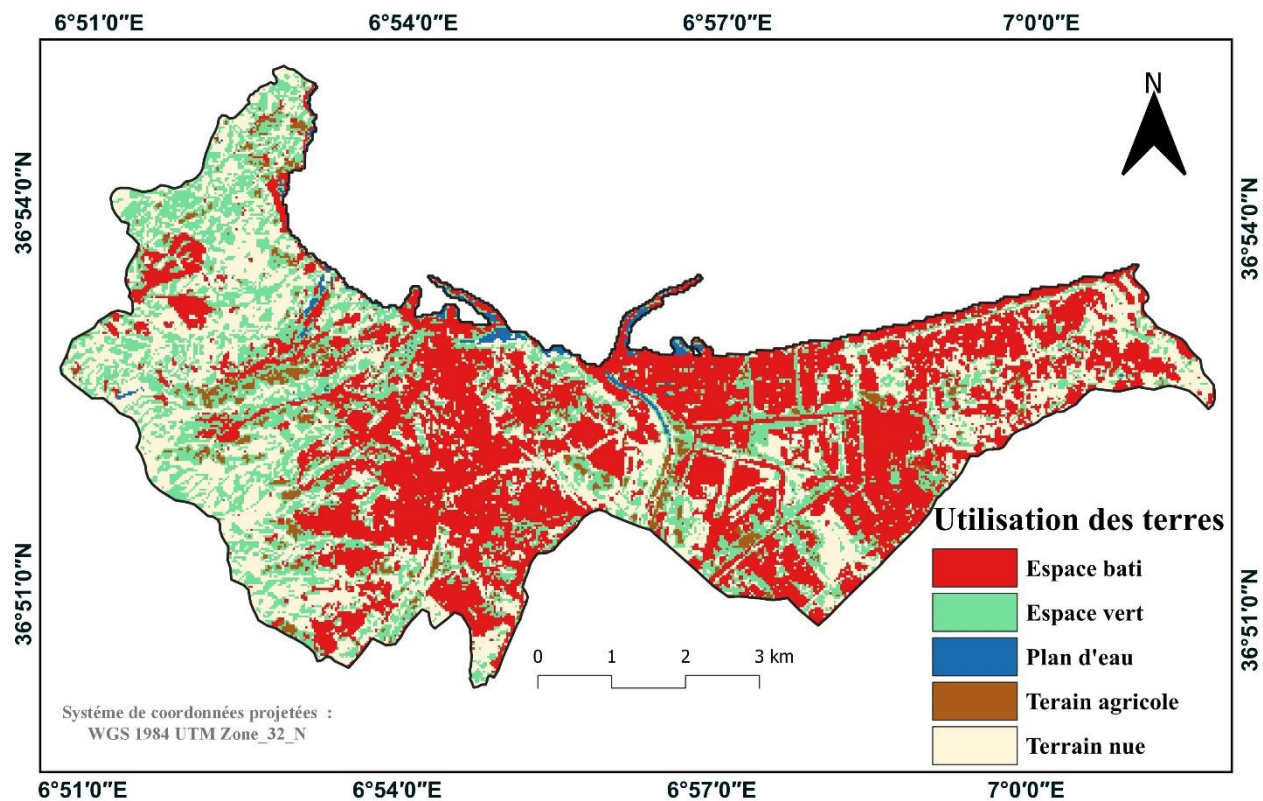 6°51'0"E
6°54'0"E
6°57'0"E
7°0'0"E
N
36°54'0"N
36°54'0"N
Utilisation des terres
Espace bati
Espace vert
Plan d'eau
Terain agricole
Terrain nue
36°51'0"N
36°51'0"N
0 1 2 3 km
Systéme de coordonnées projetées :
WGS 1984 UTM Zone_32_N
6°51'0"E
6°54'0"E
6°57'0"E
7°0'0"E